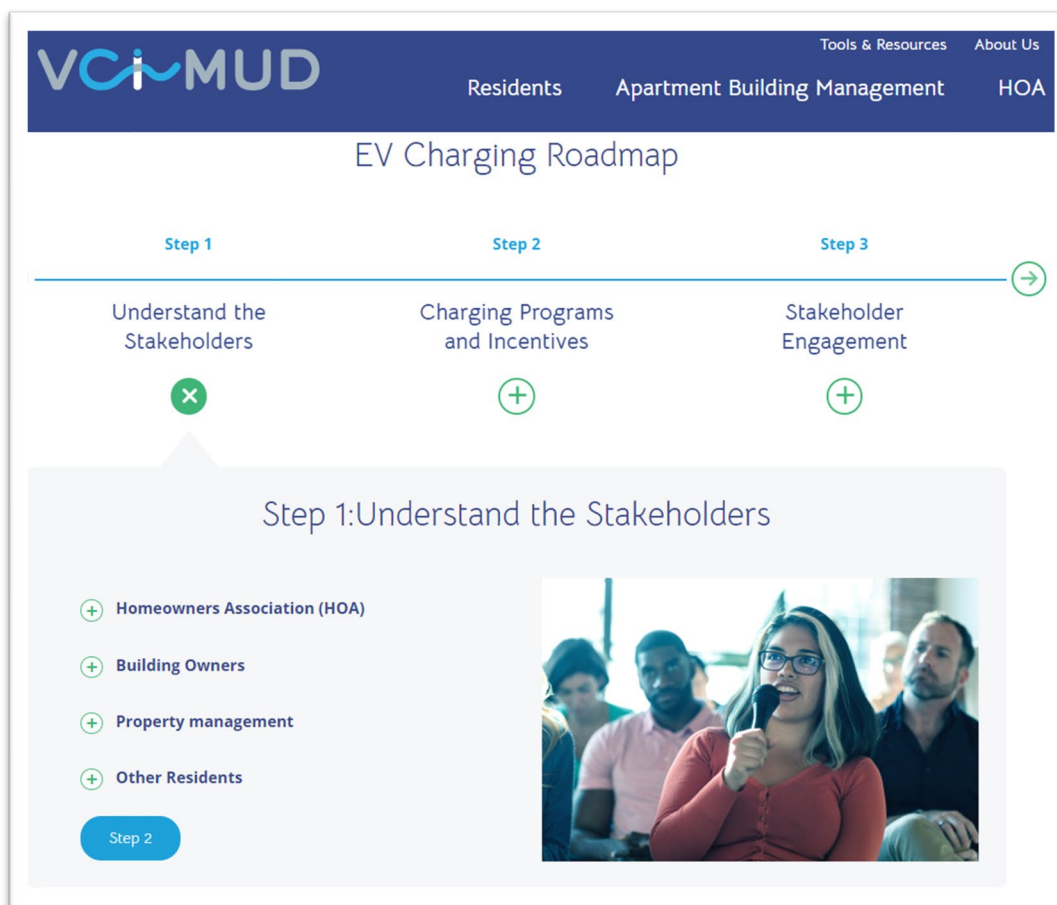 VCi-MUD
Tools & Resources About Us
Residents Apartment Building Management HOA
EV Charging Roadmap
Step 1 Step 2 Step 3
Understand the Charging Programs Stakeholder
Stakeholders and Incentives Engagement
Step 1:Understand the Stakeholders
Homeowners Association (HOA)
Building Owners
Property management
Other Residents
Step 2